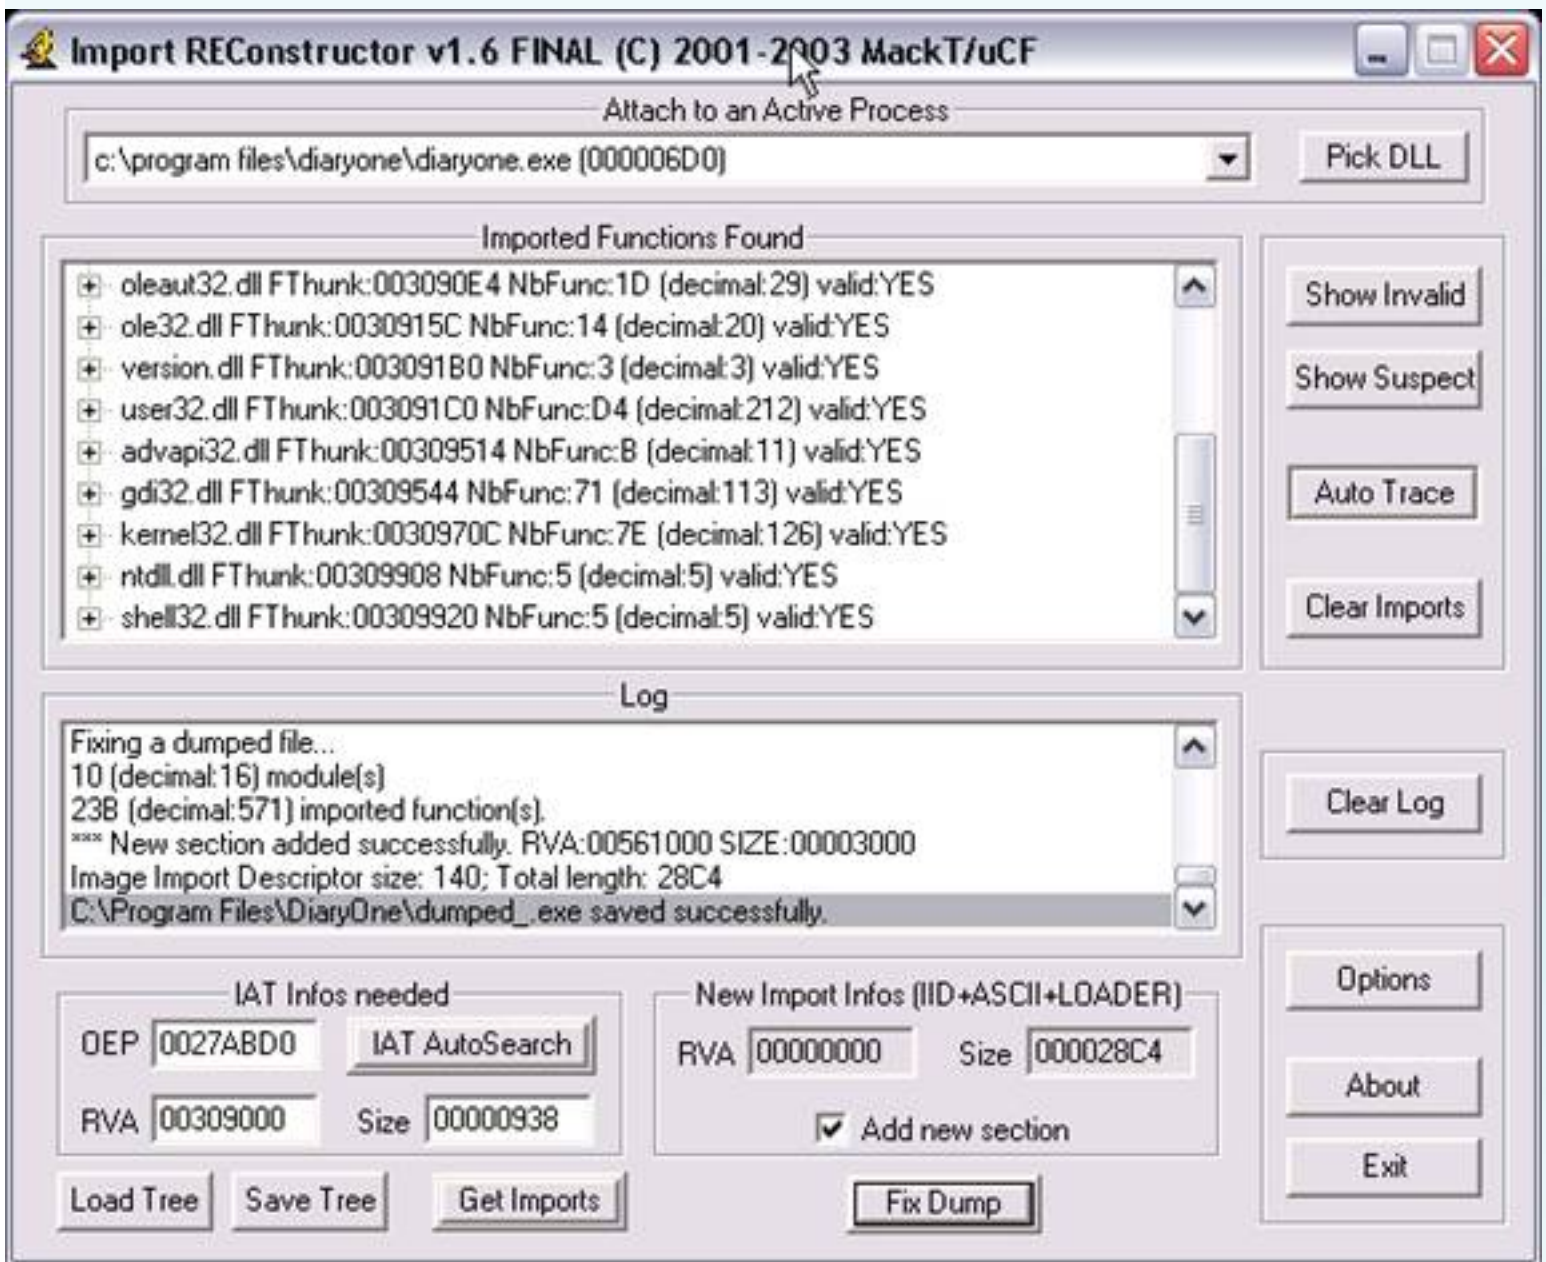 Import REConstructor v1.6 FINAL (C) 2001-2003 MackT/uCF
Attach to an Active Process
c:\program files\diaryone\diaryone.exe (000006D0)
Pick DLL
Imported Functions Found
oleaut32.dll FThunk:003090E4 NbFunc:1D (decimal:29) valid:YES
ole32.dll FThunk:0030915C NbFunc:14 (decimal:20) valid:YES
version.dll FThunk:003091B0 NbFunc:3 (decimal:3) valid:YES
user32.dll FThunk:003091C0 NbFunc:D4 (decimal:212) valid:YES
advapi32.dll FThunk:00309514 NbFunc:B (decimal:11) valid:YES
gdi32.dll FThunk:00309544 NbFunc:71 (decimal:113) valid:YES
kernel32.dll FThunk:0030970C NbFunc:7E (decimal:126) valid:YES
ntdll.dll FThunk:00309908 NbFunc:5 (decimal:5) valid:YES
shell32.dll FThunk:00309920 NbFunc:5 (decimal:5) valid:YES
Show Invalid
Show Suspect
Auto Trace
Clear Imports
Log
Fixing a dumped file...
10 (decimal:16) module(s)
23B (decimal:571) imported function(s).
*** New section added successfully. RVA:00561000 SIZE:00003000
Image Import Descriptor size: 140; Total length: 28C4
C:\Program Files\DiaryOne\dumped_.exe saved successfully.
Clear Log
IAT Infos needed
OEP 0027ABD0 IAT AutoSearch
RVA 00309000 Size 00000938
New Import Infos (IID+ASCII+LOADER)
RVA 00000000 Size 000028C4
Add new section
Options
About
Exit
Load Tree Save Tree Get Imports Fix Dump